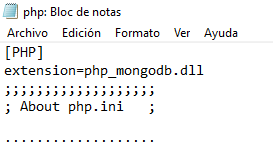 php: Bloc de notas
Archivo Edición Formato Ver Ayuda
[PHP]
extension=php_mongodb.dll
;;;;;;;;;;;;;;;;;;;
; About php.ini   ;
...................